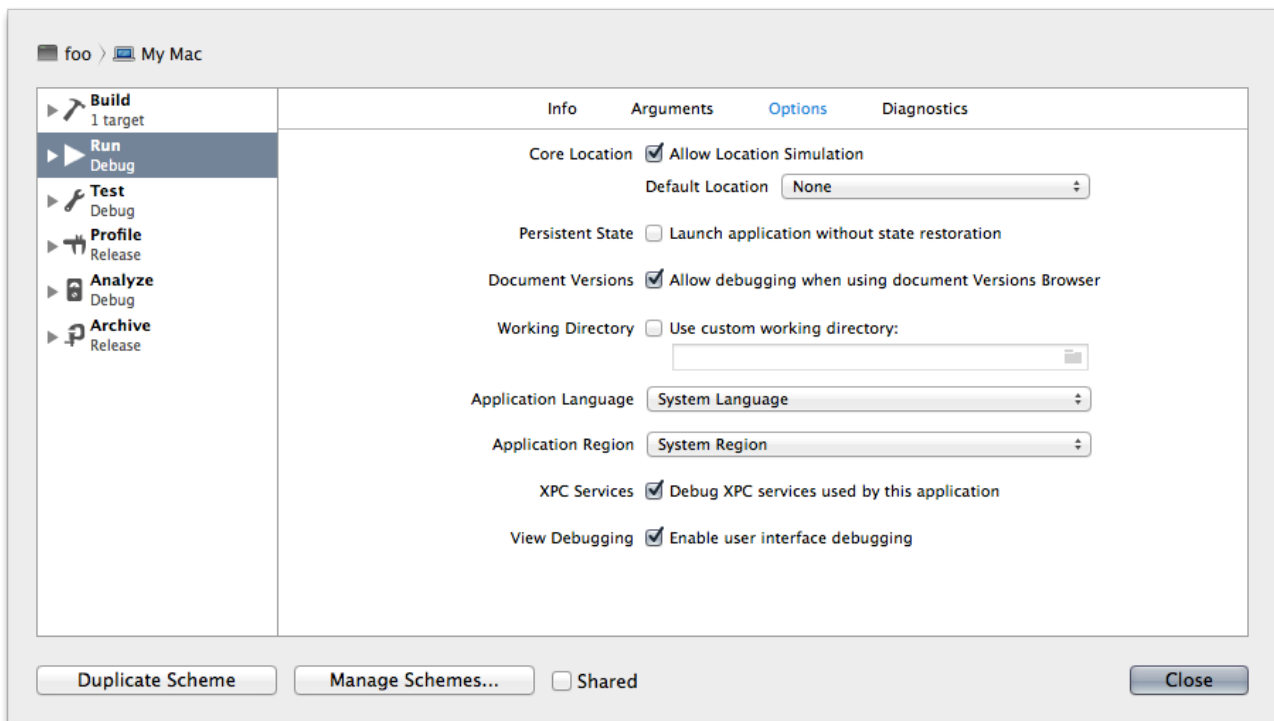 foo 〉 My Mac
Build
1 target
Run
Debug
Test
Debug
Profile
Release
Analyze
Debug
Archive
Release
Info Arguments Options Diagnostics
Core Location Allow Location Simulation
Default Location None
Persistent State Launch application without state restoration
Document Versions Allow debugging when using document Versions Browser
Working Directory Use custom working directory:
Application Language System Language
Application Region System Region
XPC Services Debug XPC services used by this application
View Debugging Enable user interface debugging
Duplicate Scheme Manage Schemes... Shared Close